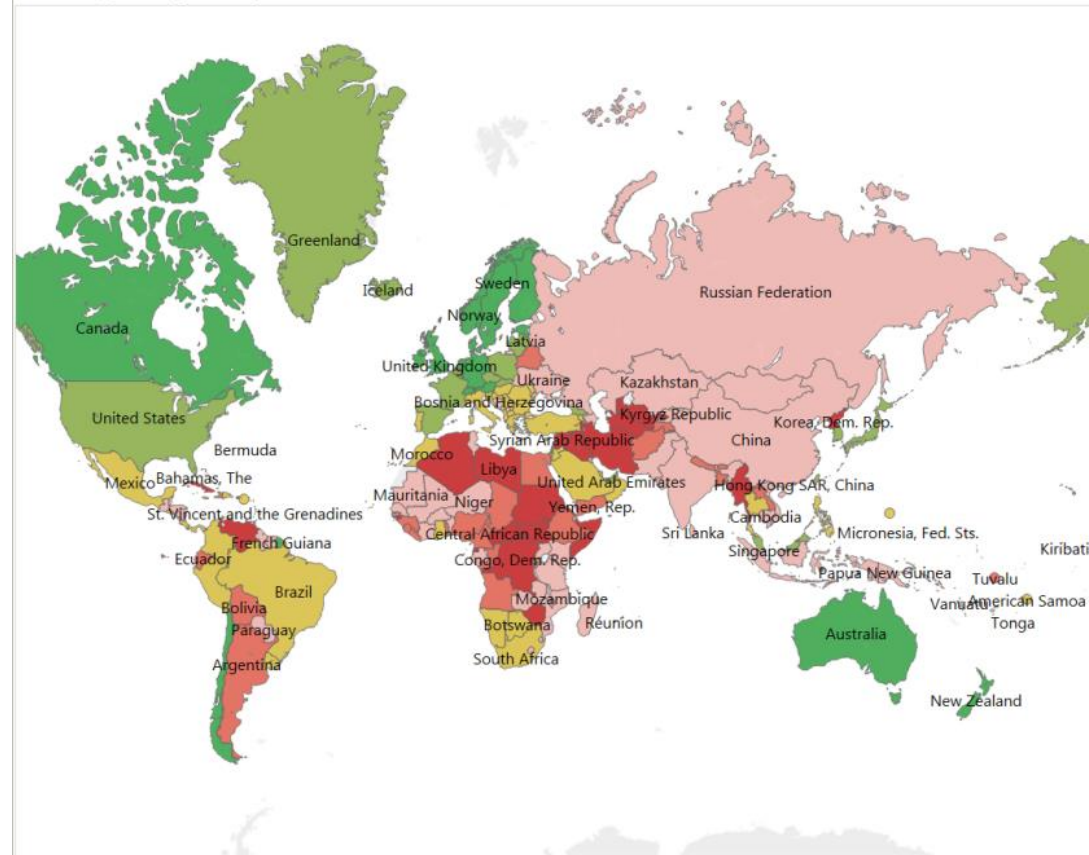 Greenland
Iceland
Sweden
Norway
Russian Federation
Canada
Latvia
United Kingdom
Ukraine
Kazakhstan
Bosnia and Herzegovina
United States
Kyrgyz Republic
Korea, Dem. Rep.
Syrian Arab Republic
China
Bermuda
Morocco
Libya
Mexico
Bahamas, The
United Arab Emirates
Hong Kong SAR, China
Mauritania
Niger
Yemen, Rep.
St. Vincent and the Grenadines
Cambodia
Central African Republic
Sri Lanka
Micronesia, Fed. Sts.
French Guiana
Singapore
Kiribati
Ecuador
Congo, Dem. Rep.
Papua New Guinea
Tuvalu
Brazil
Mozambique
American Samoa
Bolivia
Vanuatu
Paraguay
Botswana
Réunion
Tonga
Australia
South Africa
Argentina
New Zealand